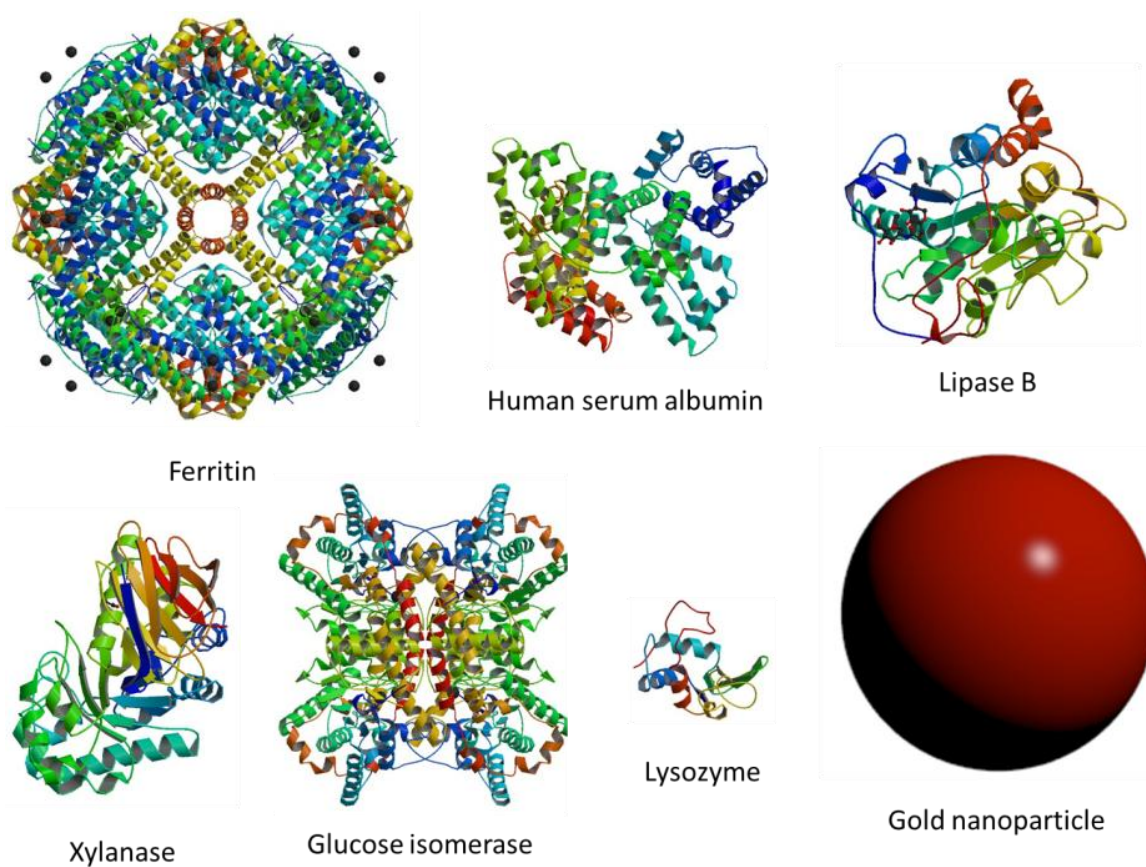 Human serum albumin
Lipase B
Ferritin
Xylanase
Glucose isomerase
Lysozyme
Gold nanoparticle